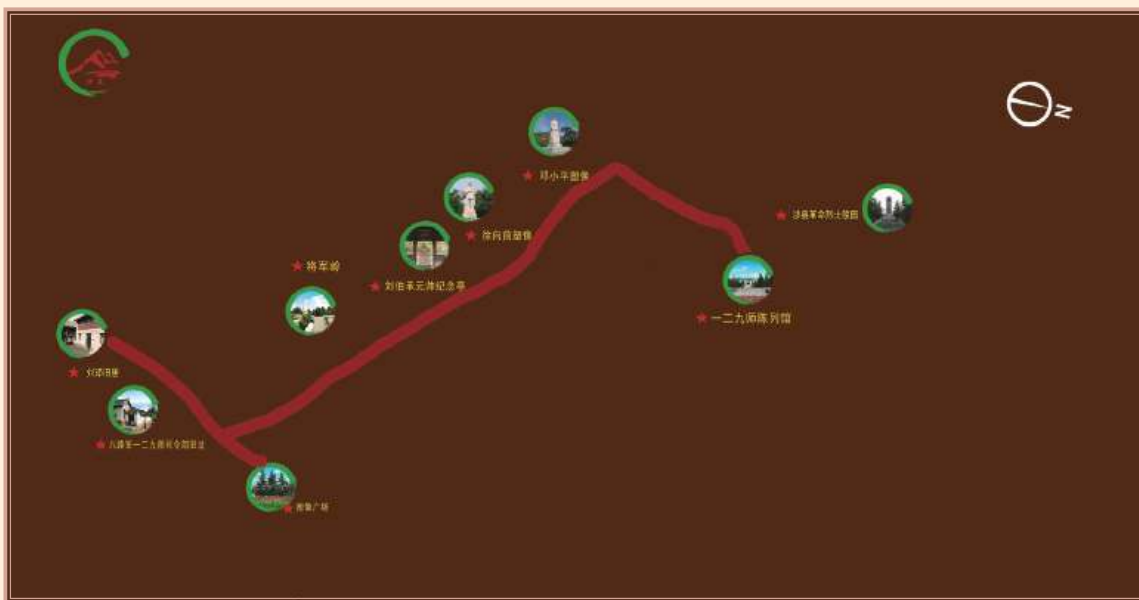 N
邓小平塑像
徐向前塑像
涉县革命烈士陵园
将军岭
刘伯承元帅纪念亭
一二九师陈列馆
刘邓旧居
八路军一二九师司令部旧址
广场